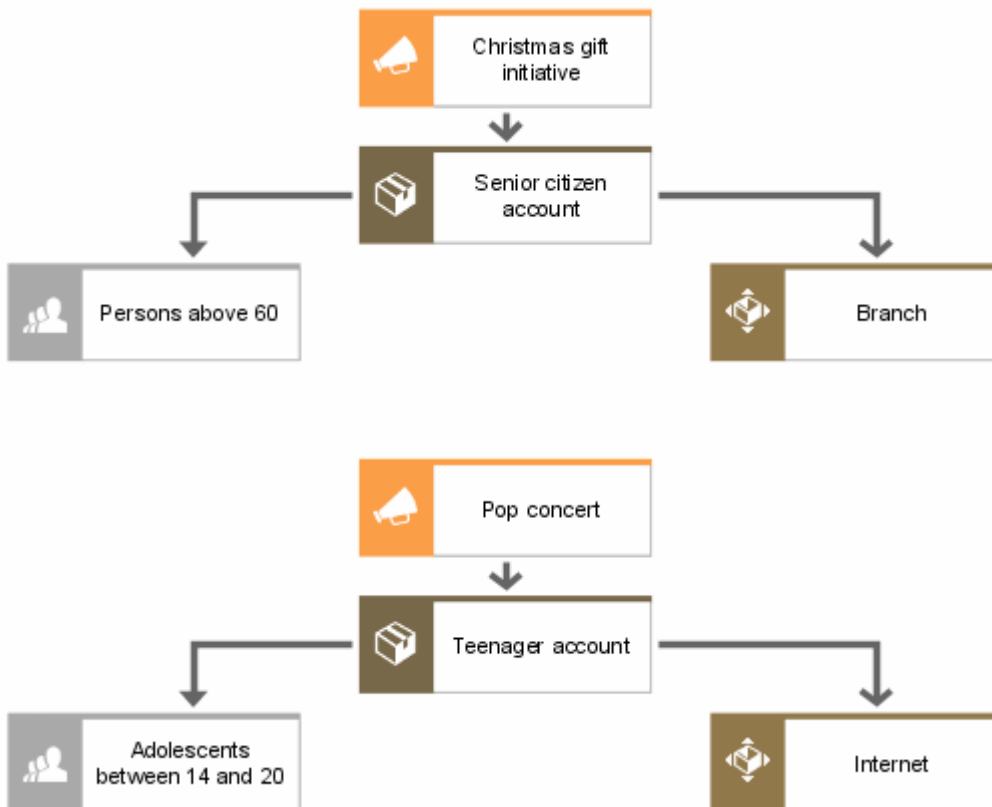 Christmas gift
initiative
Senior citizen
account
Persons above 60
Branch
Pop concert
Teenager account
Adolescents
between 14 and 20
Internet